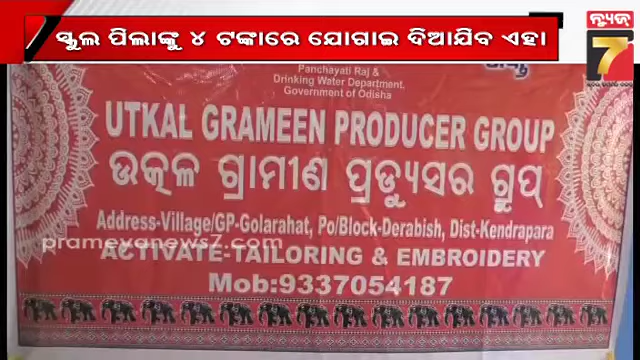 ସ୍କୁଲ ପିଲାଙ୍କୁ ୪ ଟଙ୍କାରେ ଯୋଗାଇ ଦିଆଯିବ ଏହା
ନ୍ୟୁଜ୍
7
Panchayati Raj &
Drinking Water Department,
Government of Odisha
UTKAL GRAMEEN PRODUCER GROUP
ଉତ୍କଳ ଗ୍ରାମୀଣ ପ୍ରଡ୍ୟୁସର ଗ୍ରୁପ୍
Address-Village/GP-Golarahat, Po/Block-Derabish, Dist-Kendrapara
prameyanews7.com
ACTIVATE-TAILORING & EMBROIDERY
Mob:9337054187